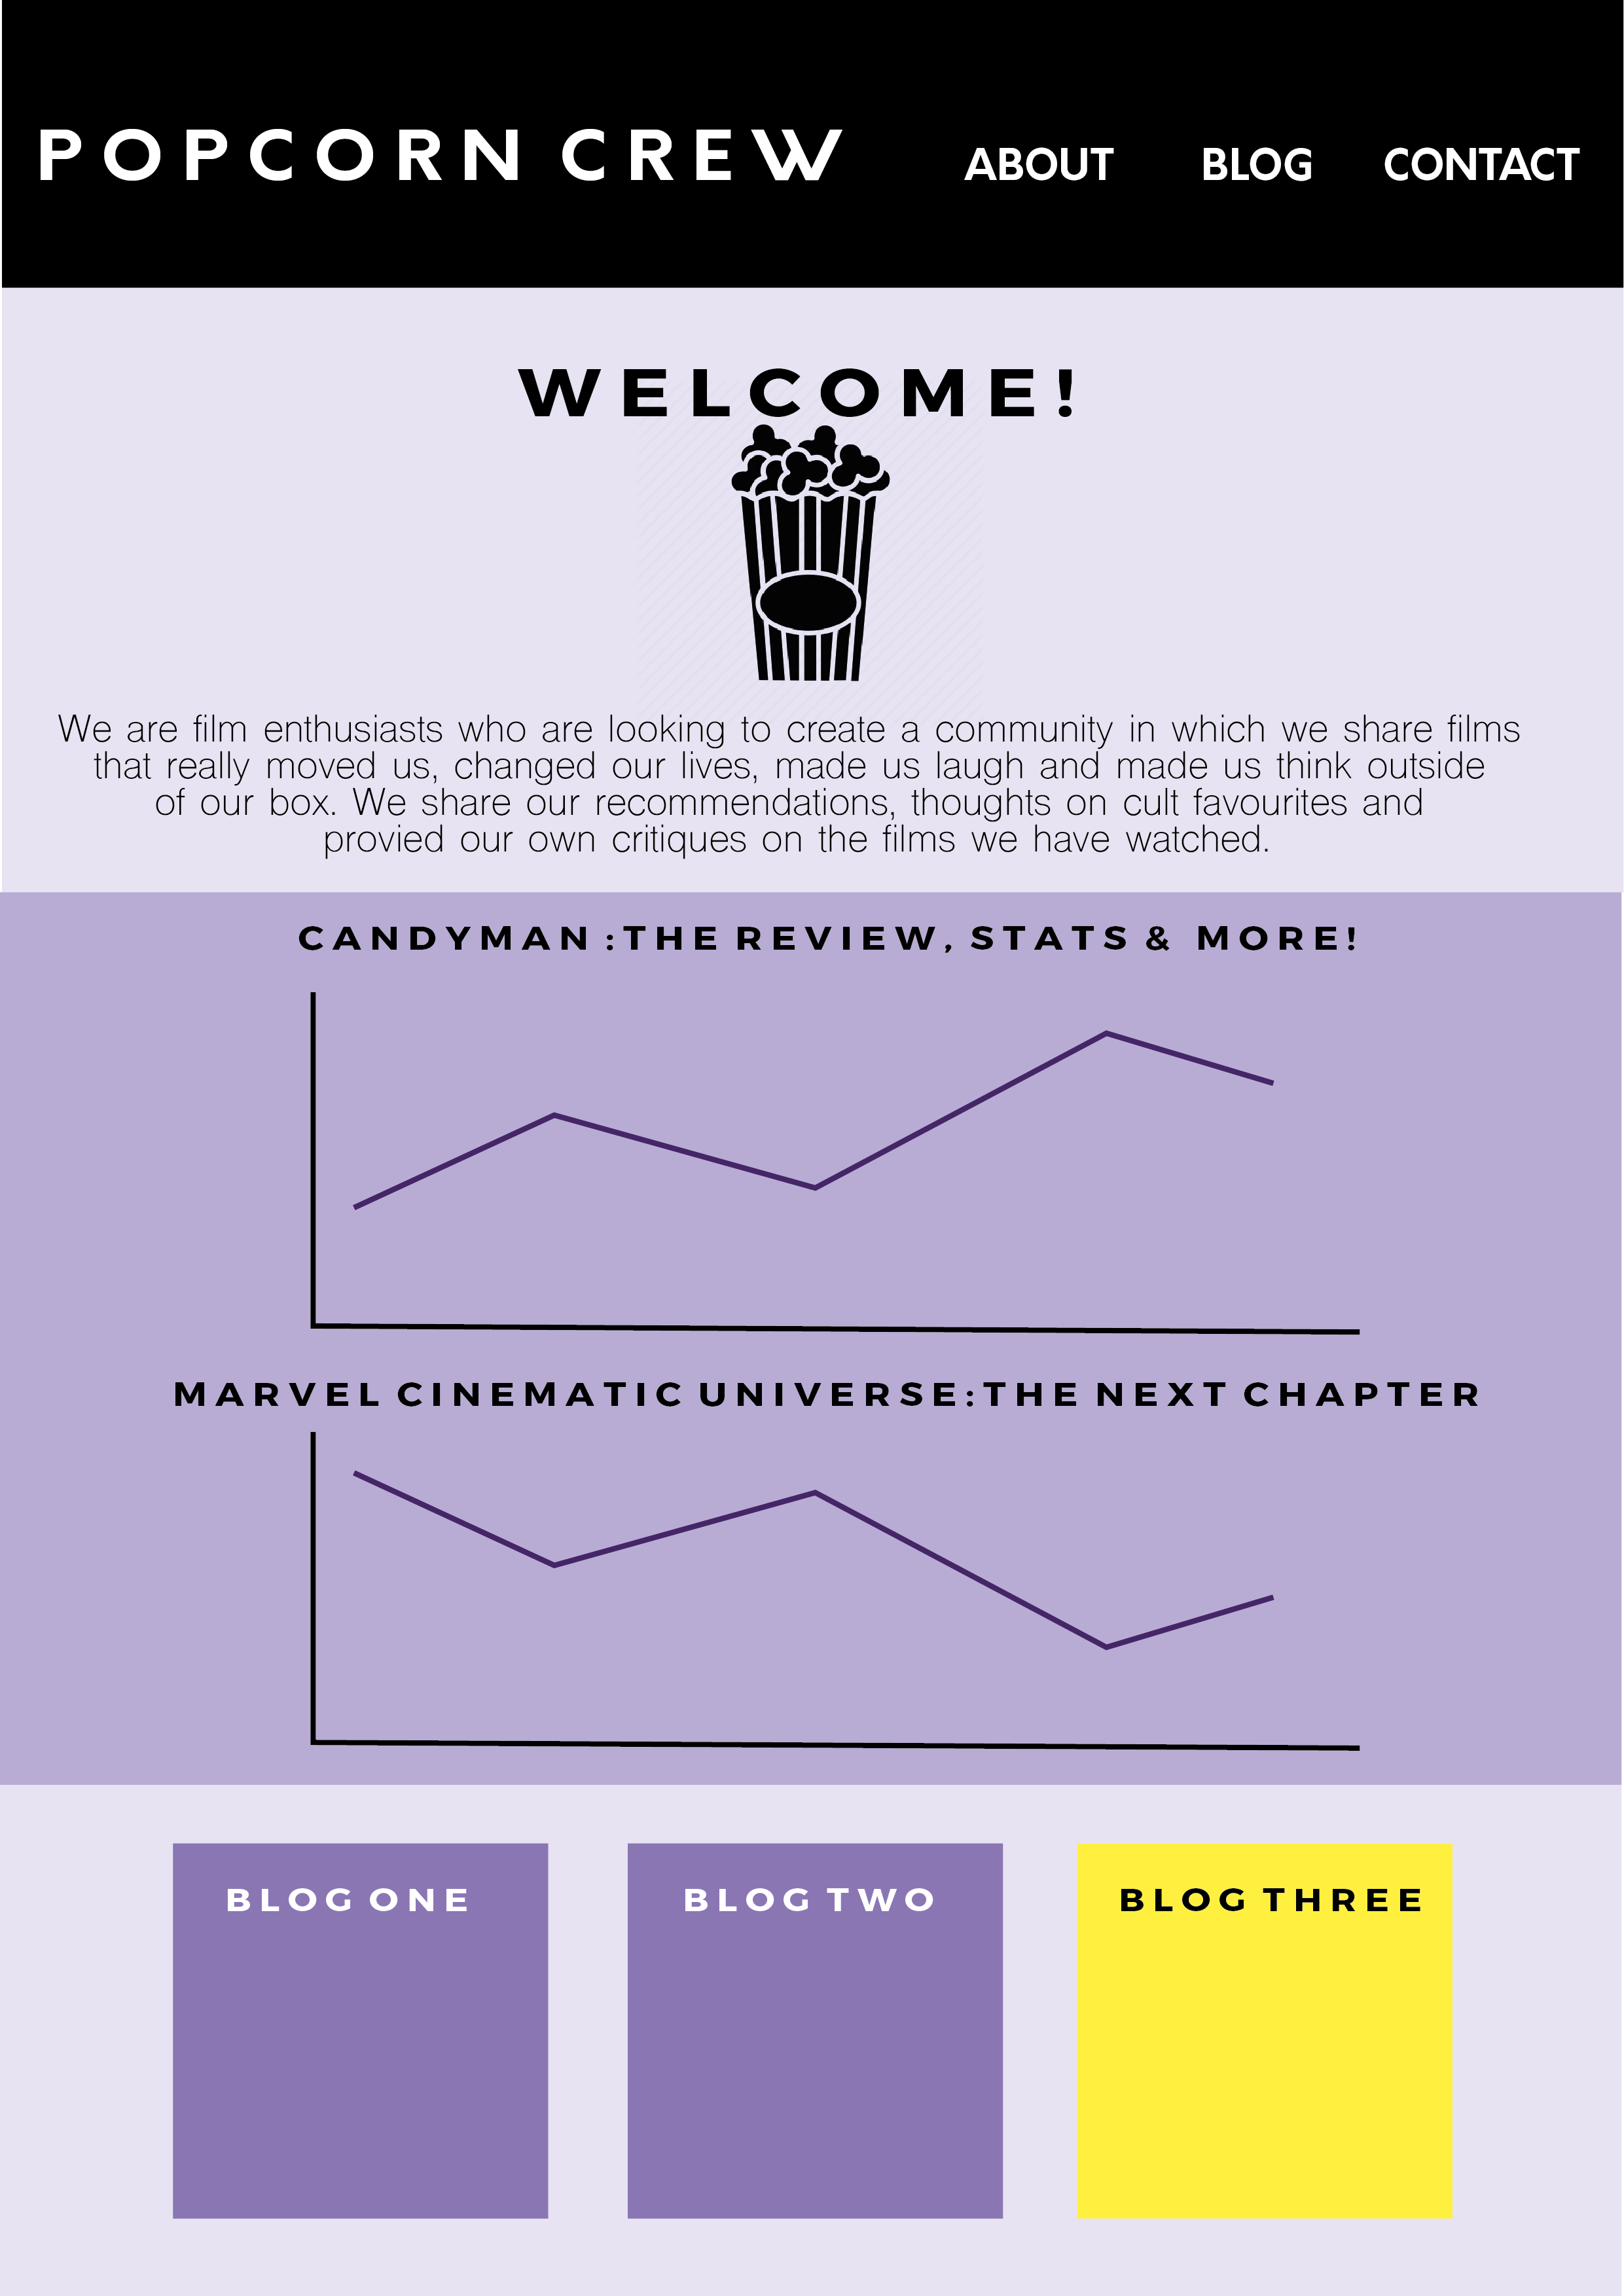 POPCORN CREW ABOUT BLOG CONTACT
WELCOME!
We are film enthusiasts who are looking to create a community in which we share films
that really moved us, changed our lives, made us laugh and made us think outside
of our box. We share our recommendations, thoughts on cult favourites and
provied our own critiques on the films we have watched.
CANDYMAN :THE REVIEW, STATS & MORE!
MARVEL CINEMATIC UNIVERSE:THE NEXT CHAPTER
BLOG ONE BLOG TWO BLOG THREE